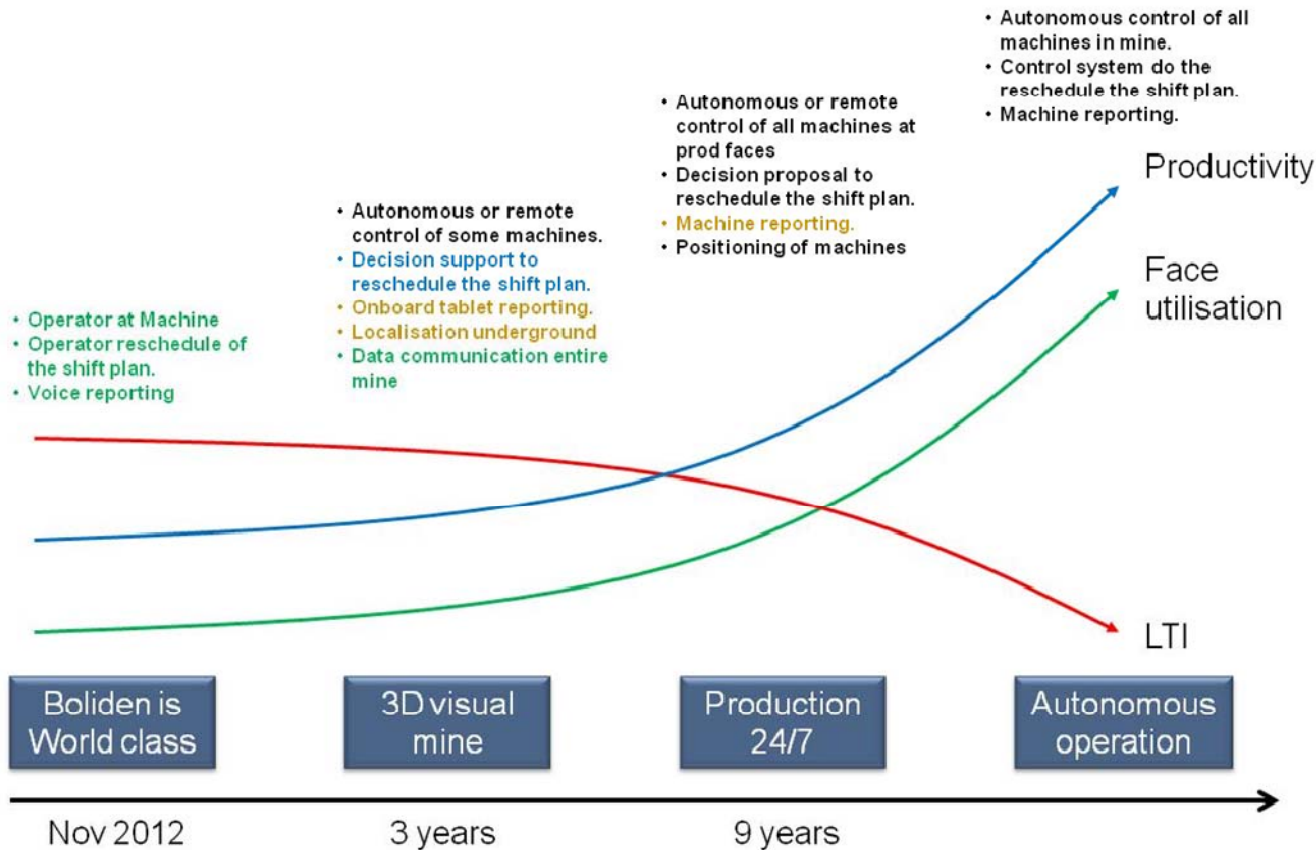 • Autonomous control of all
machines in mine.
• Control system do the
reschedule the shift plan.
• Machine reporting.
• Autonomous or remote
control of all machines at
prod faces
• Decision proposal to
reschedule the shift plan.
• Machine reporting.
• Positioning of machines
• Autonomous or remote
control of some machines.
• Decision support to
reschedule the shift plan.
• Onboard tablet reporting.
• Localisation underground
• Data communication entire
mine
• Operator at Machine
• Operator reschedule of
the shift plan.
• Voice reporting
Productivity
Face
utilisation
LTI
Boliden is
World class
3D visual
mine
Production
24/7
Autonomous
operation
Nov 2012
3 years
9 years